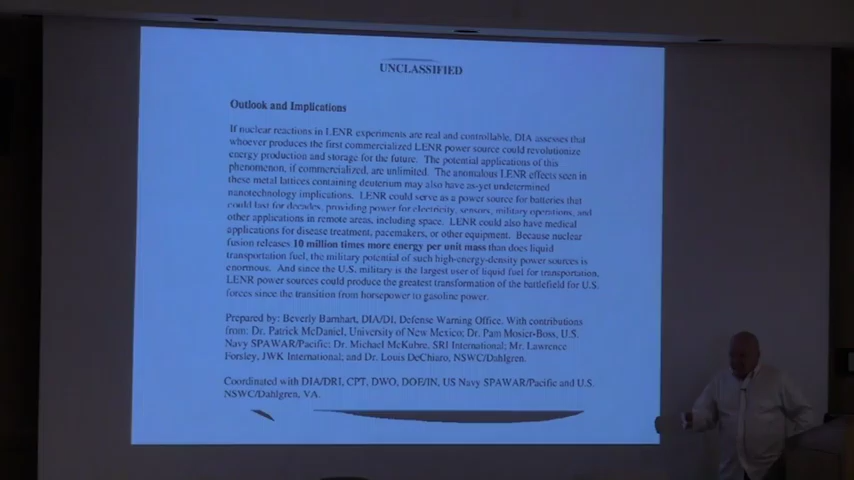 UNCLASSIFIED
Outlook and Implications
If nuclear reactions in LENR experiments are real and controllable, DIA assesses that
whoever produces the first commercialized LENR power source could revolutionize
energy production and storage for the future. The potential applications of this
phenomenon, if commercialized, are unlimited. The anomalous LENR effects seen in
these metal lattices containing deuterium may also have as-yet undetermined
nanotechnology implications. LENR could serve as a power source for batteries that
could last for decades, providing power for electricity, sensors, military operations, and
other applications in remote areas, including space. LENR could also have medical
applications for disease treatment, pacemakers, or other equipment. Because nuclear
fusion releases 10 million times more energy per unit mass than does liquid
transportation fuel, the military potential of such high-energy-density power sources is
enormous. And since the U.S. military is the largest user of liquid fuel for transportation,
LENR power sources could produce the greatest transformation of the battlefield for U.S.
forces since the transition from horsepower to gasoline power.
Prepared by: Beverly Barnhart, DIA/DI, Defense Warning Office. With contributions
from: Dr. Patrick McDaniel, University of New Mexico; Dr. Pam Mosier-Boss, U.S.
Navy SPAWAR/Pacific; Dr. Michael McKubre, SRI International; Mr. Lawrence
Forsley, JWK International; and Dr. Louis DeChiaro, NSWC/Dahlgren.
Coordinated with DIA/DRI, CPT, DWO, DOE/IN, US Navy SPAWAR/Pacific and U.S.
NSWC/Dahlgren, VA.